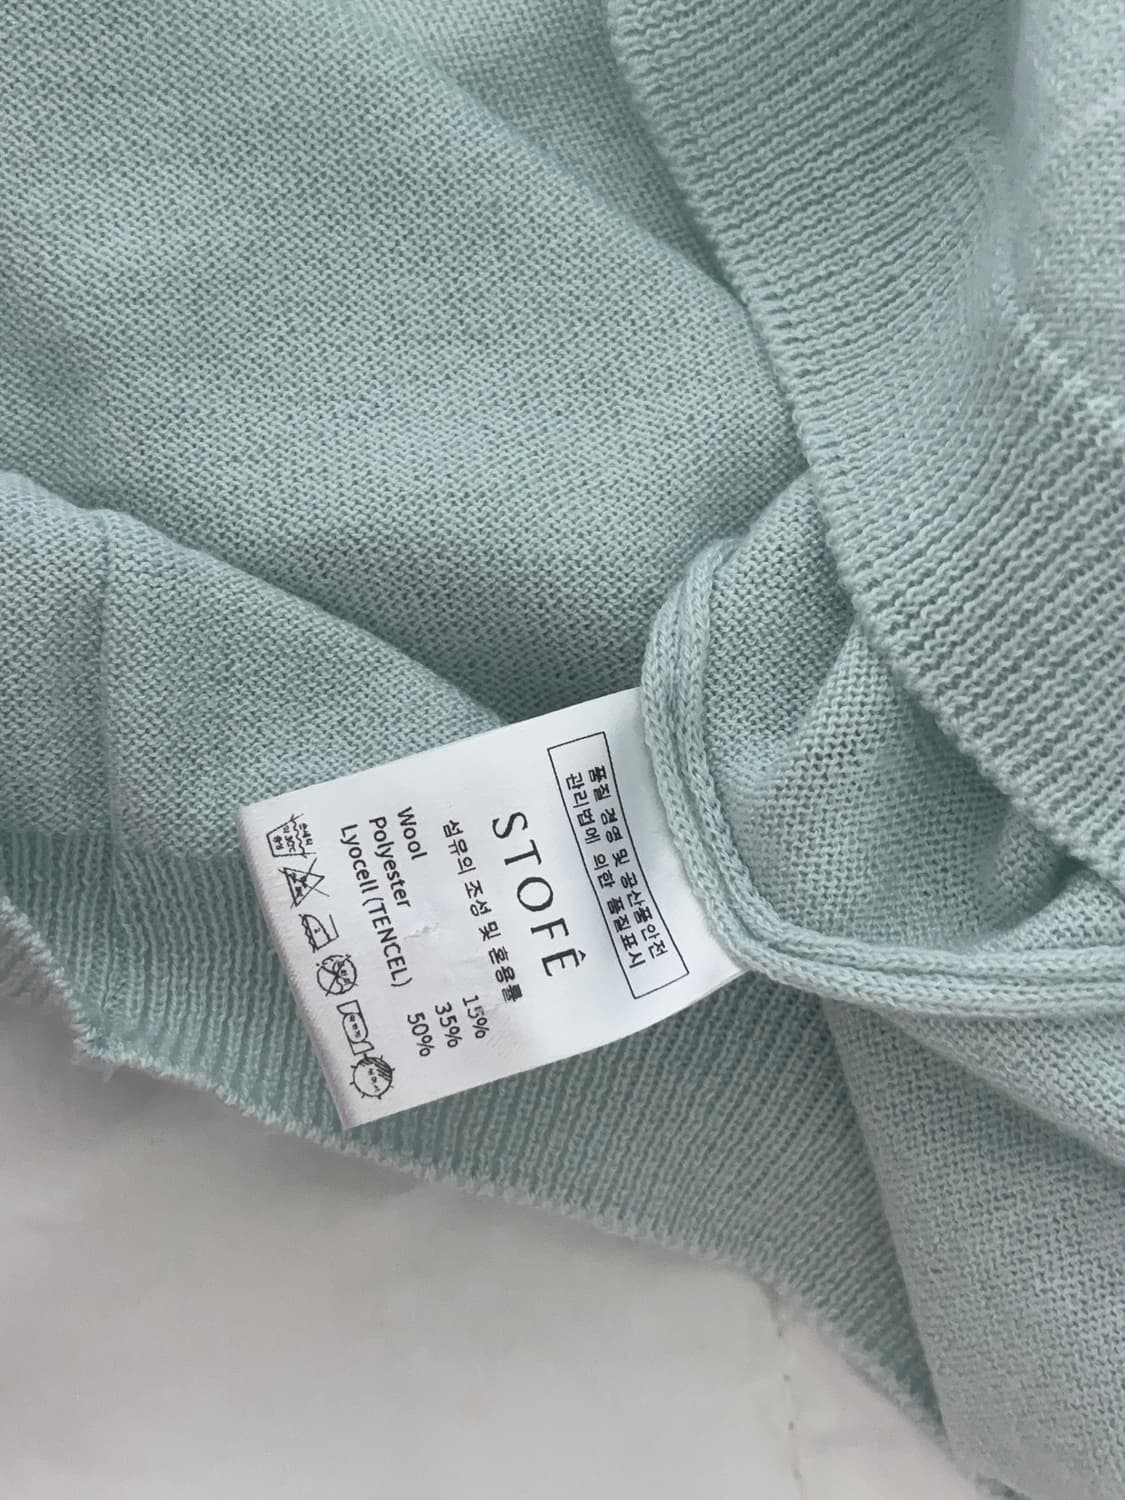 품질 경영 및 공산품안전
관리법에 의한 품질표시
STOFÊ
섬유의 조성 및 혼용률
Wool 15%
Polyester 35%
Lyocell (TENCEL) 50%